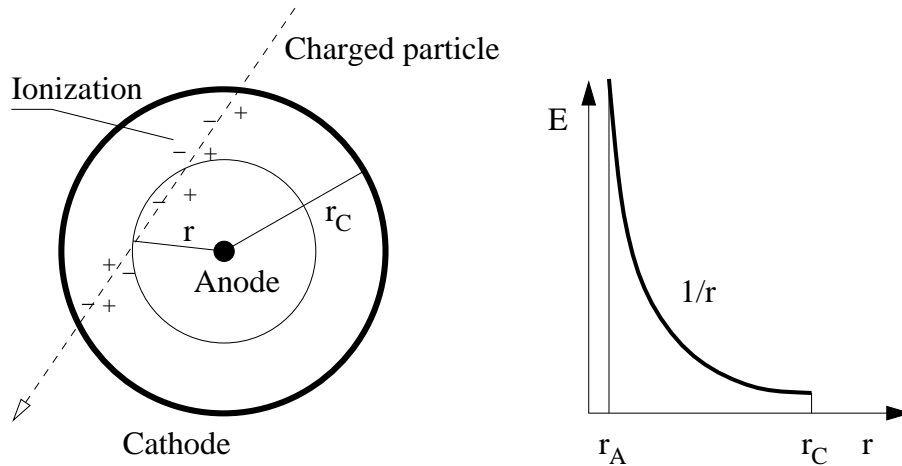 Charged particle
Ionization
− +
− +
− +
r
r_C
Anode
+
−
− +
Cathode
E
1/r
r_A
r_C
r